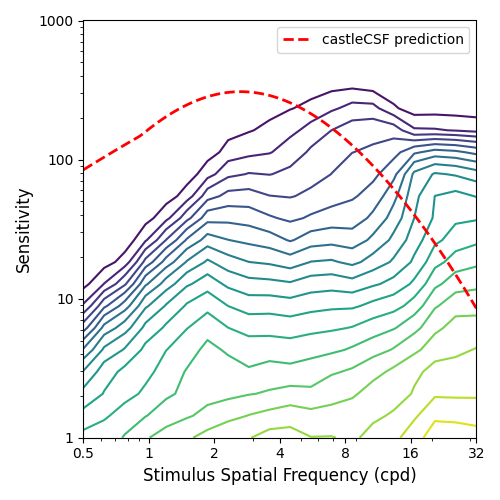 castleCSF prediction
Sensitivity
1000
100
10
1
0.5 1 2 4 8 16 32
Stimulus Spatial Frequency (cpd)